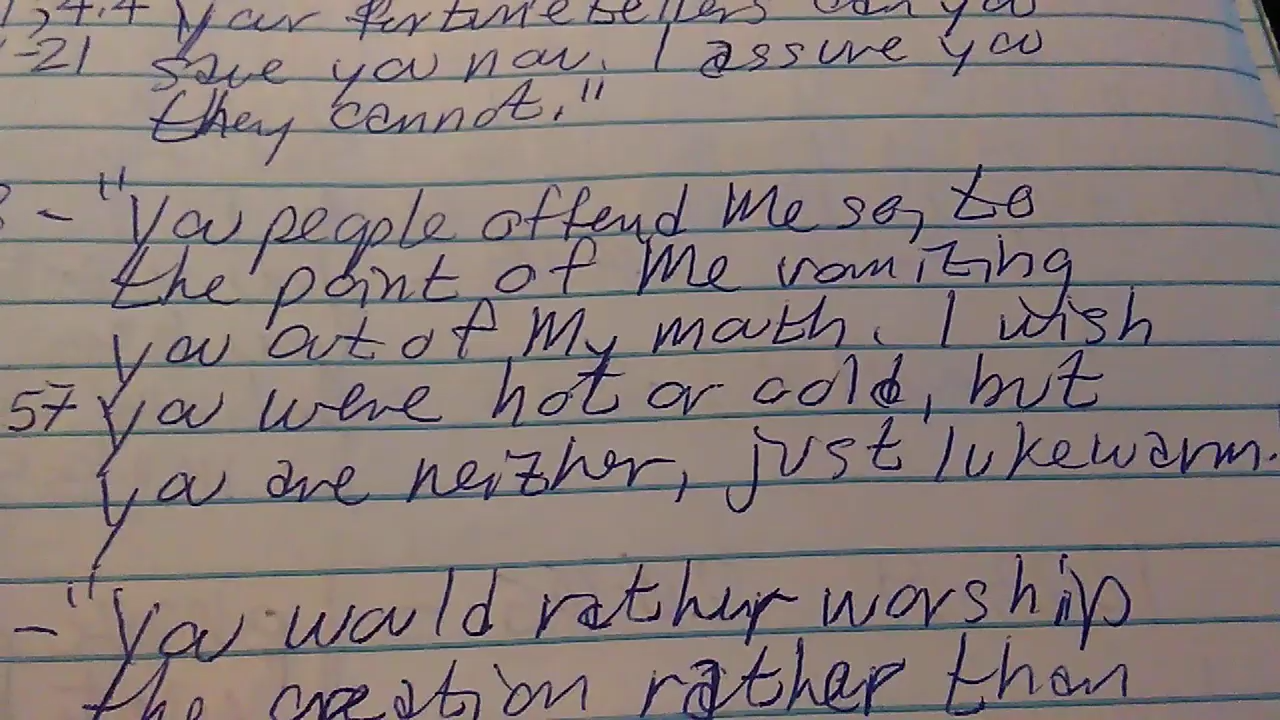 , 4.4 Your fortunetellers can you
-21 save you now. I assure you
they cannot."
- "You people offend Me so, to
the point of Me vomiting
you out of My mouth. I wish
57 you were hot or cold, but
you are neither, just lukewarm.
- "You would rather worship
the creation rather than